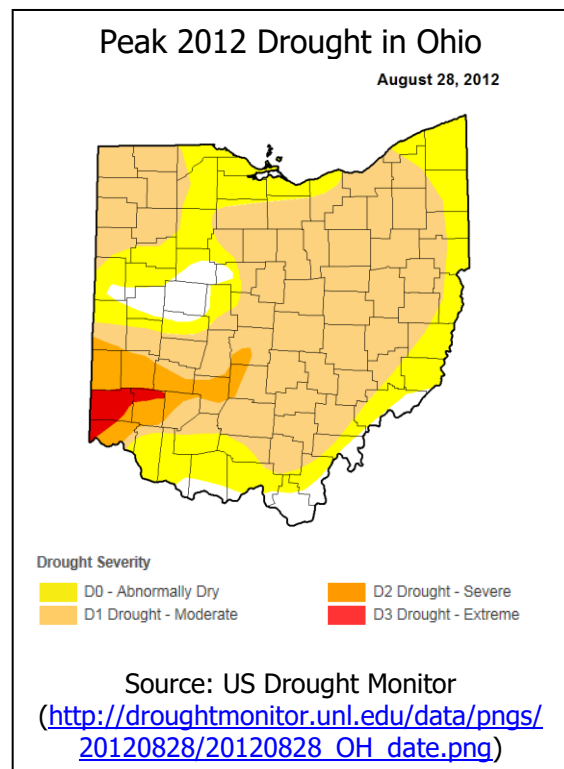 Peak 2012 Drought in Ohio
August 28, 2012
Drought Severity
D0 - Abnormally Dry
D1 Drought - Moderate
D2 Drought - Severe
D3 Drought - Extreme
Source: US Drought Monitor
(http://droughtmonitor.unl.edu/data/pngs/
20120828/20120828_OH_date.png)